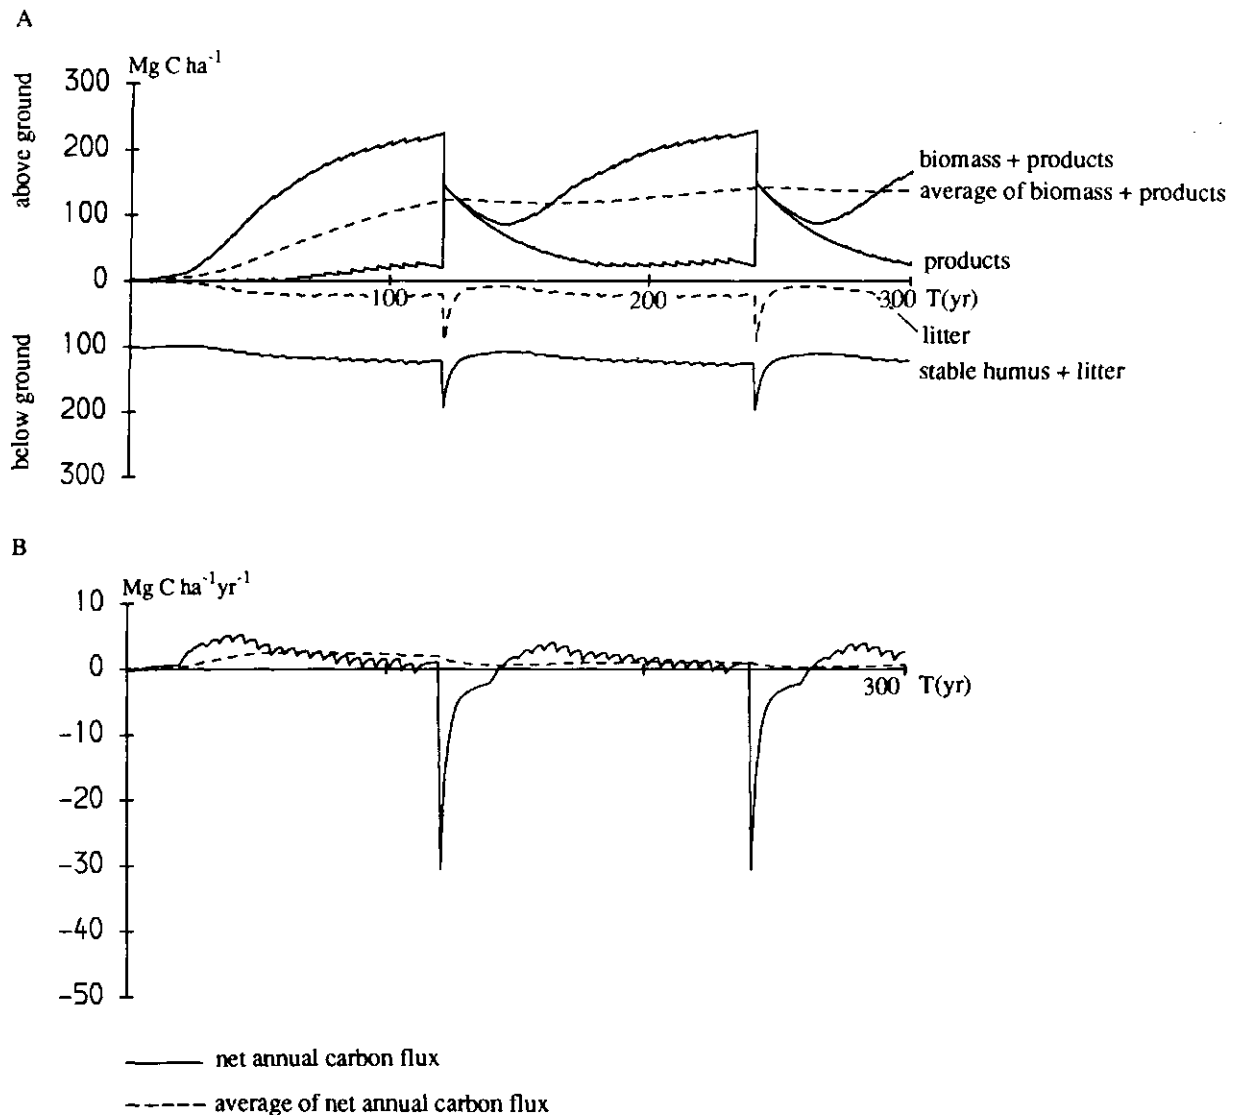 A
Mg C ha⁻¹
above ground
300
200
100
0
100
200
300
below ground
100
200
300 T(yr)
biomass + products
average of biomass + products
products
litter
stable humus + litter
B
Mg C ha⁻¹yr⁻¹
10
0
-10
-20
-30
-40
-50
300 T(yr)
net annual carbon flux
average of net annual carbon flux